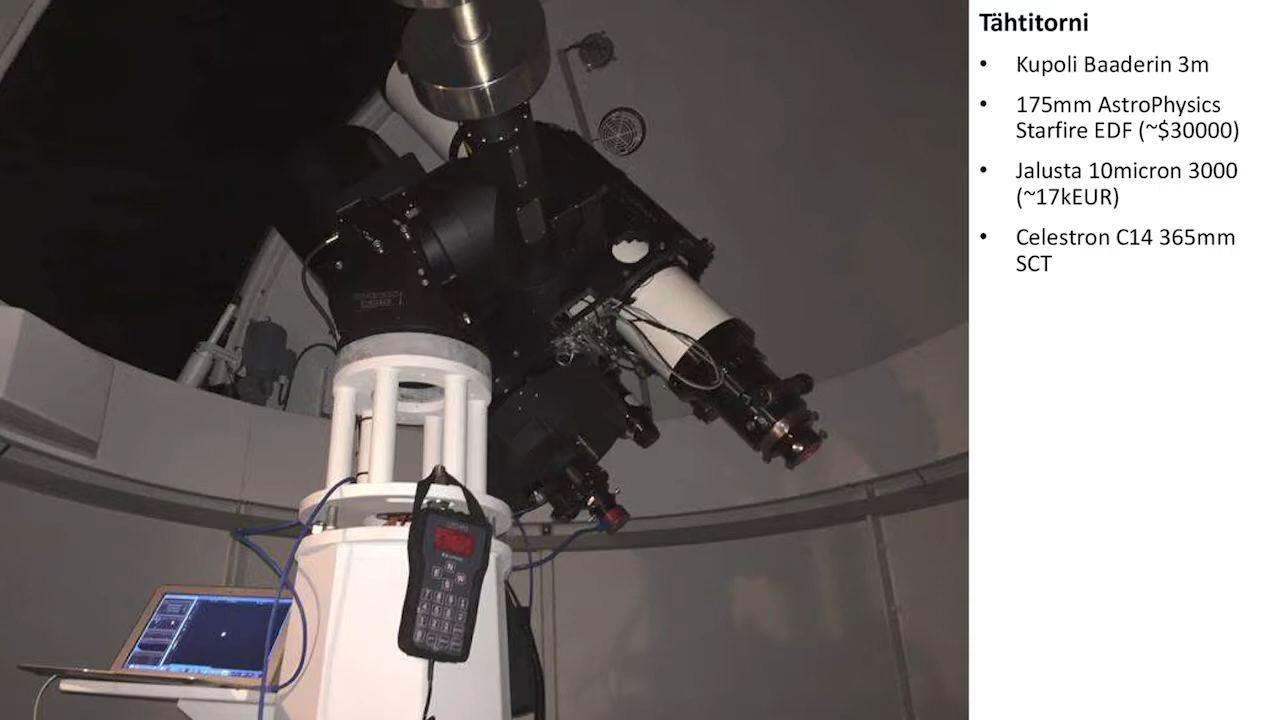 Tähtitorni
• Kupoli Baaderin 3m
• 175mm AstroPhysics
Starfire EDF (~$30000)
• Jalusta 10micron 3000
(~17kEUR)
• Celestron C14 365mm
SCT